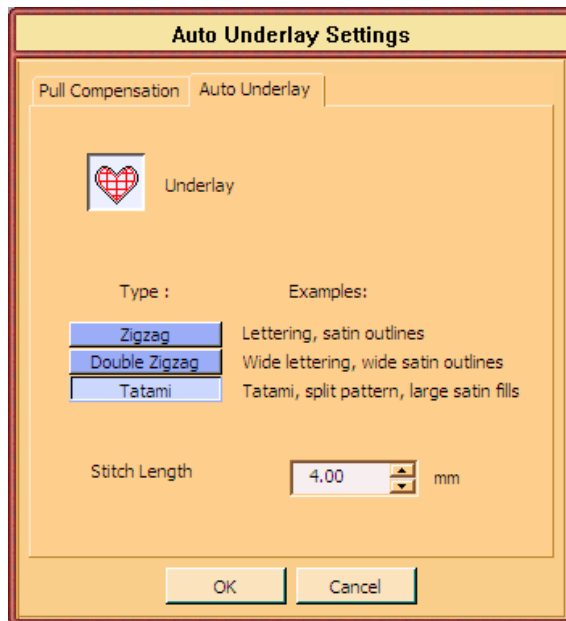 Auto Underlay Settings
Pull Compensation Auto Underlay
Underlay
Type : Examples:
Zigzag Lettering, satin outlines
Double Zigzag Wide lettering, wide satin outlines
Tatami Tatami, split pattern, large satin fills
Stitch Length 4.00 mm
OK Cancel